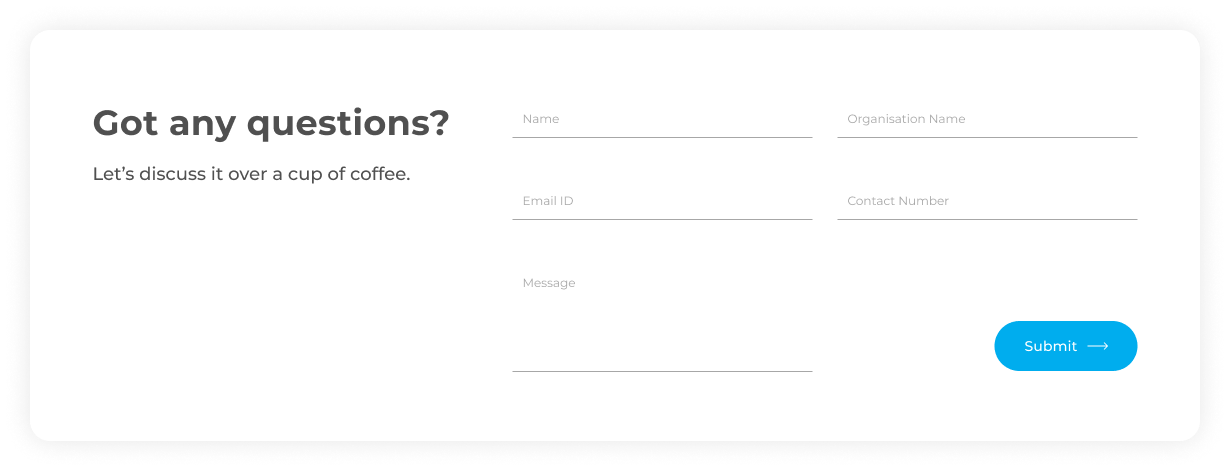 Got any questions?
Let’s discuss it over a cup of coffee.
Name
Organisation Name
Email ID
Contact Number
Message
Submit